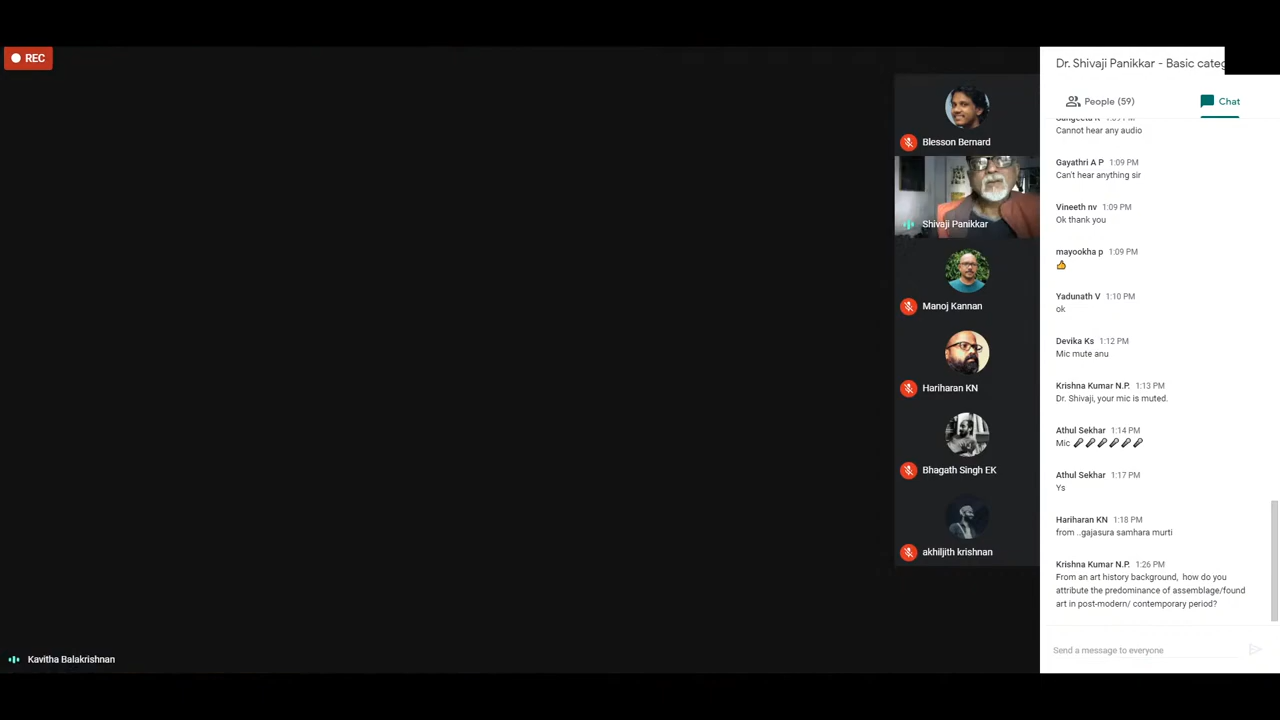 REC
Dr. Shivaji Panikkar - Basic categ
People (59)
Chat
Cannot hear any audio
Gayathri A P 1:09 PM
Can't hear anything sir
Vineeth nv 1:09 PM
Ok thank you
mayookha p 1:09 PM
Yadunath V 1:10 PM
ok
Devika Ks 1:12 PM
Mic mute anu
Krishna Kumar N.P. 1:13 PM
Dr. Shivaji, your mic is muted.
Athul Sekhar 1:14 PM
Mic 🎤🎤🎤🎤🎤🎤
Athul Sekhar 1:17 PM
Ys
Hariharan KN 1:18 PM
from ..gajasura samhara murti
Krishna Kumar N.P. 1:26 PM
From an art history background, how do you
attribute the predominance of assemblage/found
art in post-modern/ contemporary period?
Send a message to everyone
Blesson Bernard
Shivaji Panikkar
Manoj Kannan
Hariharan KN
Bhagath Singh EK
akhiljith krishnan
Kavitha Balakrishnan